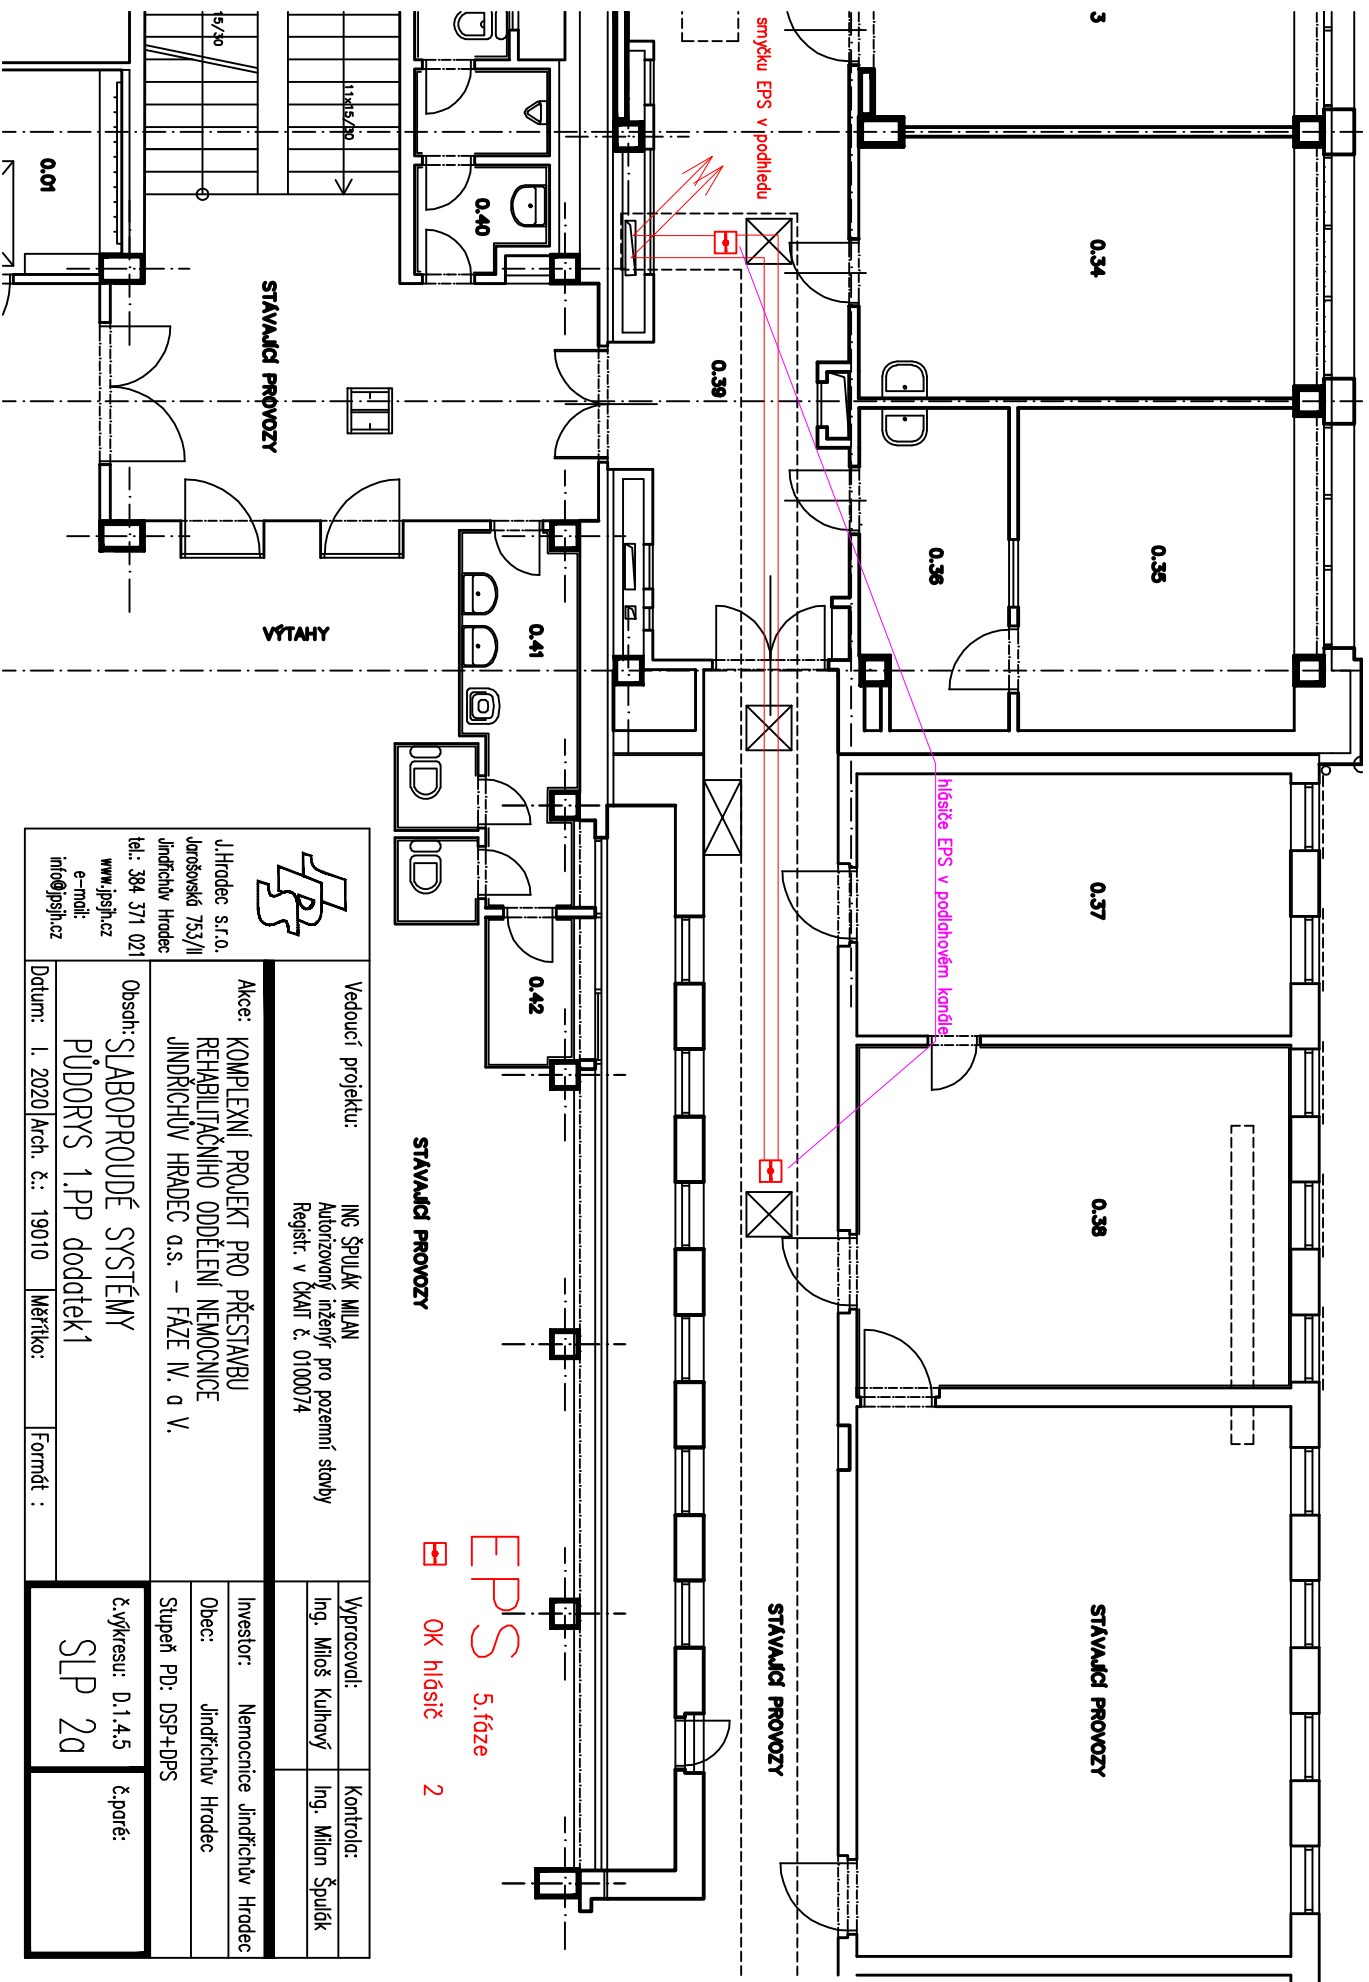 15/30
11x15/30
smyčku EPS v podhledu
3
0.01
0.40
0.34
STÁVAJÍCÍ PROVOZY
0.39
0.36
0.35
VÝTAHY
0.41
hlásiče EPS v podlahovém kanále
0.37
0.42
0.38
STÁVAJÍCÍ PROVOZY
STÁVAJÍCÍ PROVOZY
STÁVAJÍCÍ PROVOZY
EPS 5.fáze
OK hlásič 2
JPS
J.Hradec s.r.o.
Jarošovská 753/II
Jindřichův Hradec
tel.: 384 371 021
www.jpsjh.cz
e-mail:
info@jpsjh.cz
Vedoucí projektu: ING ŠPULÁK MILAN
Autorizovaný inženýr pro pozemní stavby
Registr. v ČKAIT č. 0100074
Vypracoval: Kontrola:
Ing. Miloš Kulhavý Ing. Milan Špulák
Akce: KOMPLEXNÍ PROJEKT PRO PŘESTAVBU
REHABILITAČNÍHO ODDĚLENÍ NEMOCNICE
JINDŘICHŮV HRADEC a.s. – FÁZE IV. a V.
Investor: Nemocnice Jindřichův Hradec
Obec: Jindřichův Hradec
Stupeň PD: DSP+DPS
Obsah: SLABOPROUDÉ SYSTÉMY
PŮDORYS 1.PP dodatek1
č.výkresu: D.1.4.5 č.paré:
SLP 2a
Datum: I. 2020 Arch. č.: 19010 Měřítko: Formát :